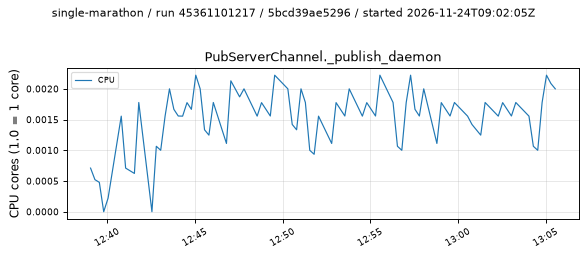 single-marathon / run 45361101217 / 5bcd39ae5296 / started 2026-11-24T09:02:05Z
PubServerChannel._publish_daemon
CPU
CPU cores (1.0 = 1 core)
0.0020
0.0015
0.0010
0.0005
0.0000
12:40
12:45
12:50
12:55
13:00
13:05